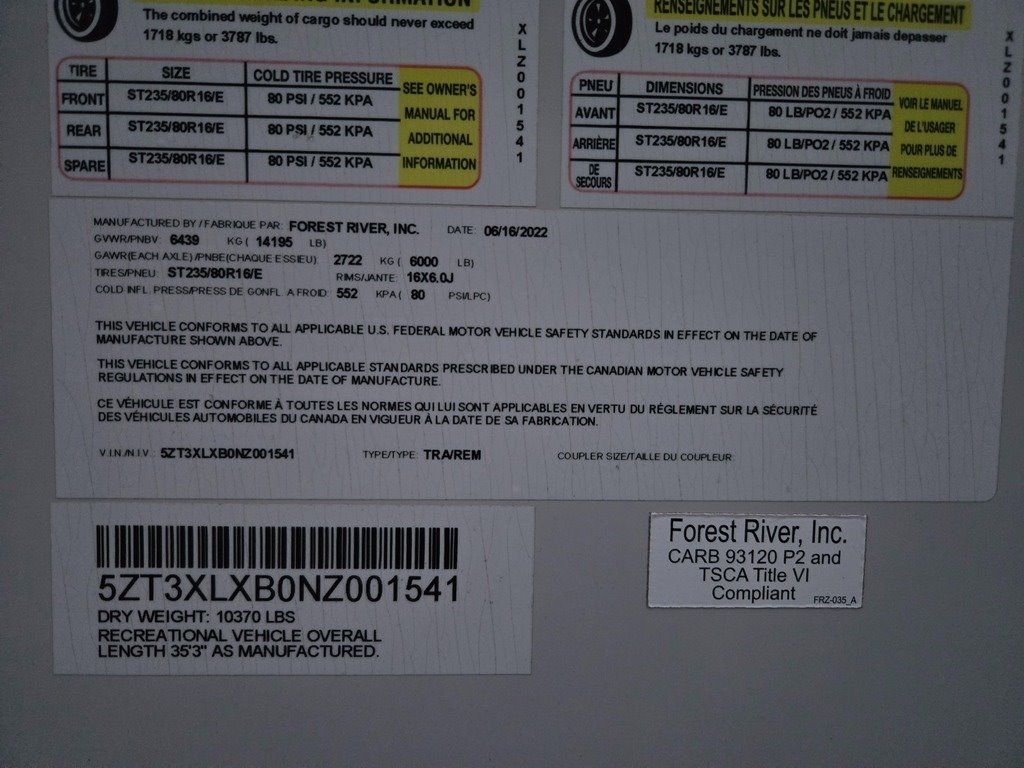 The combined weight of cargo should never exceed
1718 kgs or 3787 lbs.
TIRE SIZE COLD TIRE PRESSURE SEE OWNER'S MANUAL FOR ADDITIONAL INFORMATION
FRONT ST235/80R16/E 80 PSI / 552 KPA
REAR ST235/80R16/E 80 PSI / 552 KPA
SPARE ST235/80R16/E 80 PSI / 552 KPA
XLZ001541
RENSEIGNEMENTS SUR LES PNEUS ET LE CHARGEMENT
Le poids du chargement ne doit jamais depasser
1718 kgs or 3787 lbs.
PNEU DIMENSIONS PRESSION DES PNEUS À FROID VOIR LE MANUEL DE L'USAGER POUR PLUS DE RENSEIGNEMENTS
AVANT ST235/80R16/E 80 LB/PO2 / 552 KPA
ARRIÈRE ST235/80R16/E 80 LB/PO2 / 552 KPA
DE SECOURS ST235/80R16/E 80 LB/PO2 / 552 KPA
XLZ001541
MANUFACTURED BY / FABRIQUE PAR: FOREST RIVER, INC. DATE: 06/16/2022
GVWR/PNBV: 6439 KG ( 14195 LB)
GAWR(EACH AXLE)/PNBE(CHAQUE ESSIEU): 2722 KG ( 6000 LB)
TIRES/PNEU: ST235/80R16/E RIMS/JANTE: 16X6.0J
COLD INFL. PRESS/PRESS DE GONFL. A FROID: 552 KPA ( 80 PSI/LPC)
THIS VEHICLE CONFORMS TO ALL APPLICABLE U.S. FEDERAL MOTOR VEHICLE SAFETY STANDARDS IN EFFECT ON THE DATE OF
MANUFACTURE SHOWN ABOVE.
THIS VEHICLE CONFORMS TO ALL APPLICABLE STANDARDS PRESCRIBED UNDER THE CANADIAN MOTOR VEHICLE SAFETY
REGULATIONS IN EFFECT ON THE DATE OF MANUFACTURE.
CE VÉHICULE EST CONFORME À TOUTES LES NORMES QUI LUI SONT APPLICABLES EN VERTU DU RÉGLEMENT SUR LA SÉCURITÉ
DES VÉHICULES AUTOMOBILES DU CANADA EN VIGUEUR À LA DATE DE SA FABRICATION.
V.I.N./N.I.V.: 5ZT3XLXB0NZ001541 TYPE/TYPE: TRA/REM COUPLER SIZE/TAILLE DU COUPLEUR:
5ZT3XLXB0NZ001541
DRY WEIGHT: 10370 LBS
RECREATIONAL VEHICLE OVERALL
LENGTH 35'3" AS MANUFACTURED.
Forest River, Inc.
CARB 93120 P2 and
TSCA Title VI
Compliant
FRZ-035_A